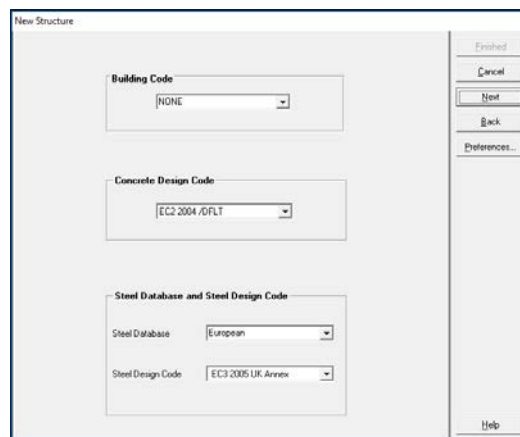 New Structure
Building Code
NONE
Concrete Design Code
EC2 2004 /DFLT
Steel Database and Steel Design Code
Steel Database
European
Steel Design Code
EC3 2005 UK Annex
Finished
Cancel
Next
Back
Preferences...
Help